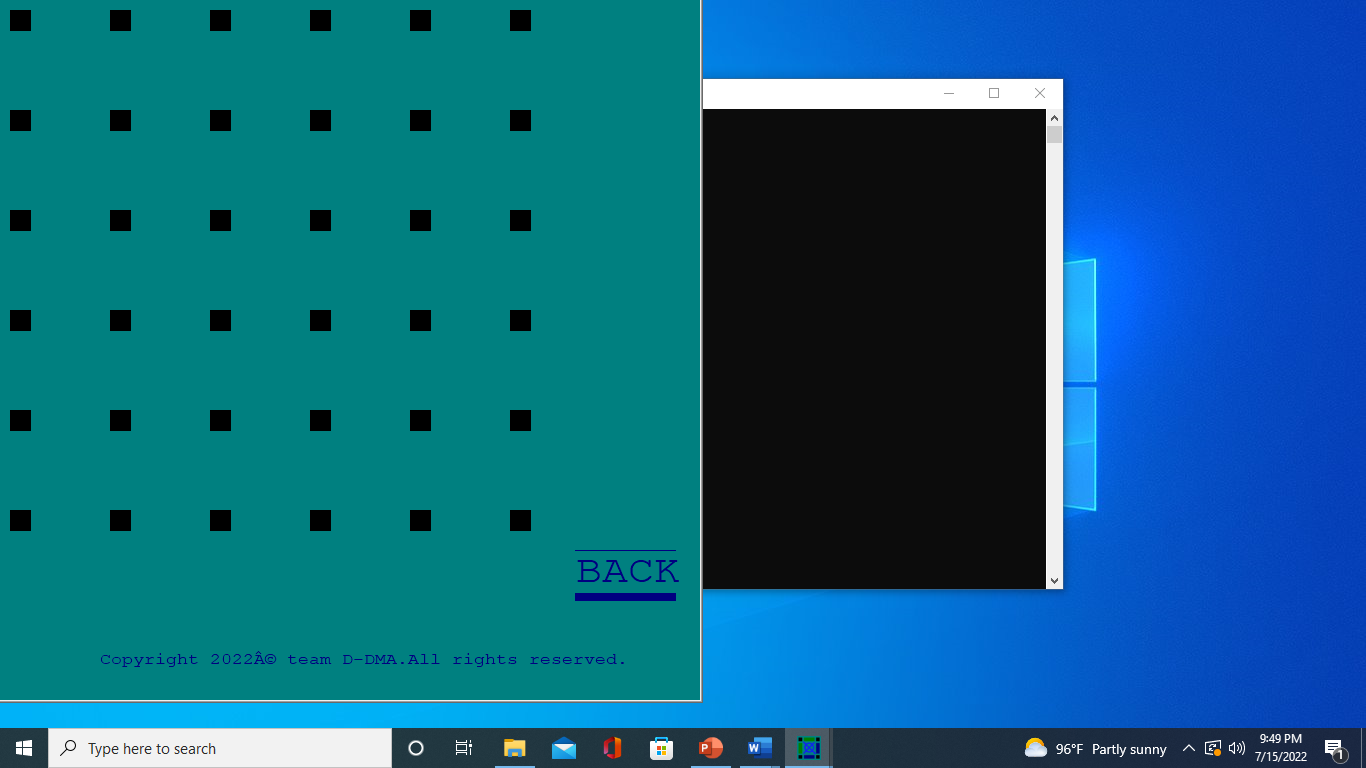 BACK
Copyright 2022Â© team D-DMA.All rights reserved.
Type here to search
96°F Partly sunny
9:49 PM
7/15/2022
1